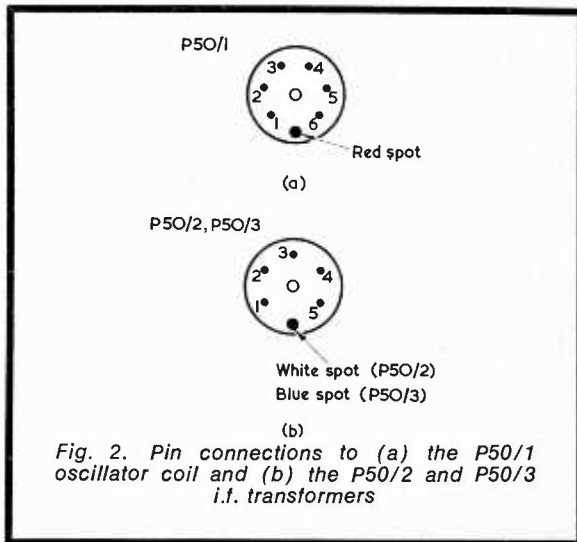 P50/1
3 4
2 5
1 6
Red spot
(a)
P50/2, P50/3
3
2 4
1 5
White spot (P50/2)
Blue spot (P50/3)
(b)
Fig. 2. Pin connections to (a) the P50/1
oscillator coil and (b) the P50/2 and P50/3
i.f. transformers